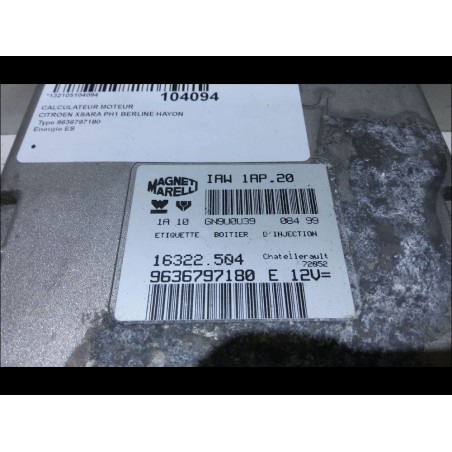 *132105104094
104094
CALCULATEUR MOTEUR
CITROEN XSARA PH1 BERLINE HAYON
Type 9636797180
Energie ES
MAGNETI MARELLI
IAW 1AP.20
1A 10 GN9U0U39 084 99
ETIQUETTE BOITIER D'INJECTION
16322.504 Chatellerault 72052
9636797180 E 12V=